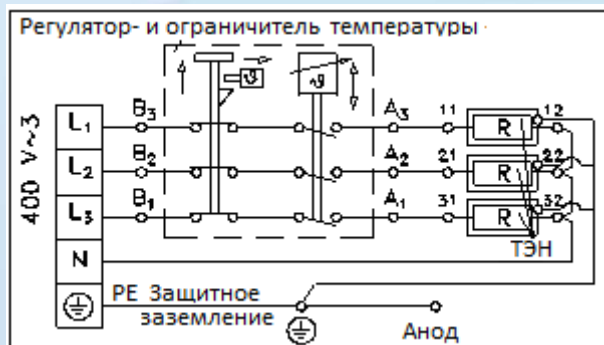 Регулятор- и ограничитель температуры
400 V~3
L₁ B₃ ϑ ϑ A₃ 11 R 12
L₂ B₂ A₂ 21 R 22
L₃ B₁ A₁ 31 R 32
N
ТЭН
PE Защитное
заземление
Анод